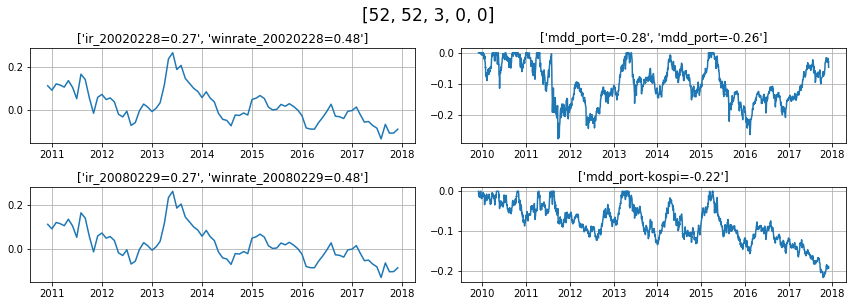 [52, 52, 3, 0, 0]
['ir_20020228=0.27', 'winrate_20020228=0.48']
0.2
0.0
2011 2012 2013 2014 2015 2016 2017 2018
['mdd_port=-0.28', 'mdd_port=-0.26']
0.0
−0.1
−0.2
2010 2011 2012 2013 2014 2015 2016 2017 2018
['ir_20080229=0.27', 'winrate_20080229=0.48']
0.2
0.0
2011 2012 2013 2014 2015 2016 2017 2018
['mdd_port-kospi=-0.22']
0.0
−0.1
−0.2
2010 2011 2012 2013 2014 2015 2016 2017 2018